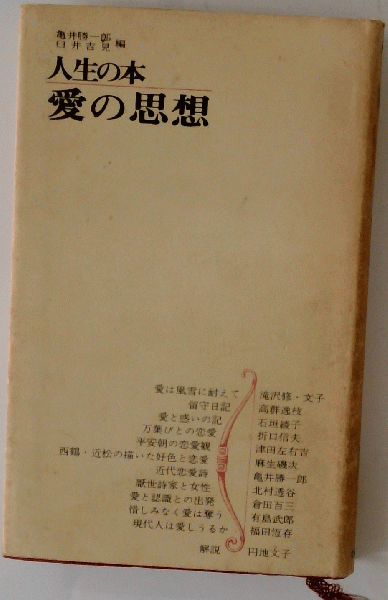 亀井勝一郎
臼井吉見 編
人生の本
愛の思想
愛は風雪に耐えて 滝沢修・文子
留守日記 高群逸枝
愛と惑いの記 石垣綾子
万葉びとの恋愛 折口信夫
平安朝の恋愛観 津田左右吉
西鶴・近松の描いた好色と恋愛 麻生磯次
近代恋愛詩 亀井勝一郎
厭世詩家と女性 北村透谷
愛と認識との出発 倉田百三
惜しみなく愛は奪う 有島武郎
現代人は愛しうるか 福田恆存
解説 円地文子